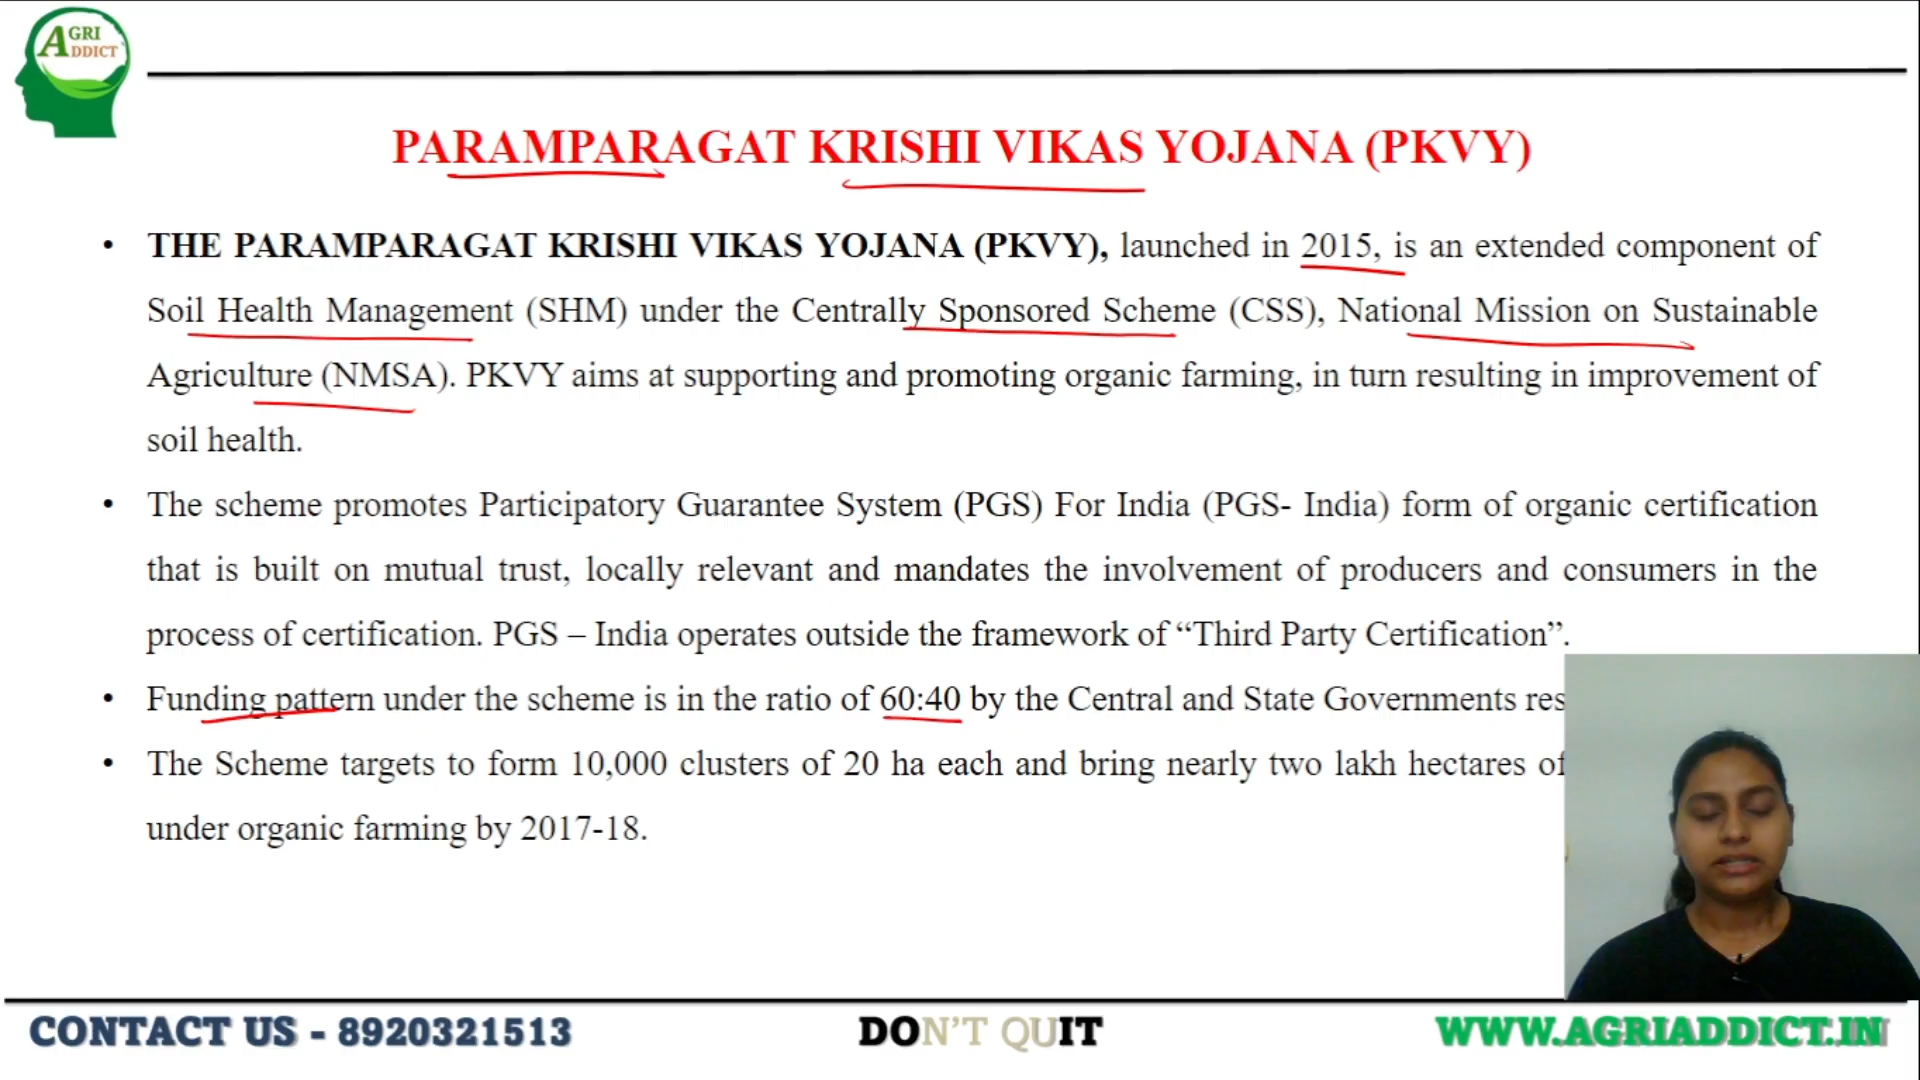 AGRI
ADDICT
PARAMPARAGAT KRISHI VIKAS YOJANA (PKVY)
• THE PARAMPARAGAT KRISHI VIKAS YOJANA (PKVY), launched in 2015, is an extended component of
Soil Health Management (SHM) under the Centrally Sponsored Scheme (CSS), National Mission on Sustainable
Agriculture (NMSA). PKVY aims at supporting and promoting organic farming, in turn resulting in improvement of
soil health.
• The scheme promotes Participatory Guarantee System (PGS) For India (PGS- India) form of organic certification
that is built on mutual trust, locally relevant and mandates the involvement of producers and consumers in the
process of certification. PGS – India operates outside the framework of “Third Party Certification”.
• Funding pattern under the scheme is in the ratio of 60:40 by the Central and State Governments res
• The Scheme targets to form 10,000 clusters of 20 ha each and bring nearly two lakh hectares of
under organic farming by 2017-18.
CONTACT US - 8920321513
DON'T QUIT
WWW.AGRIADDICT.IN